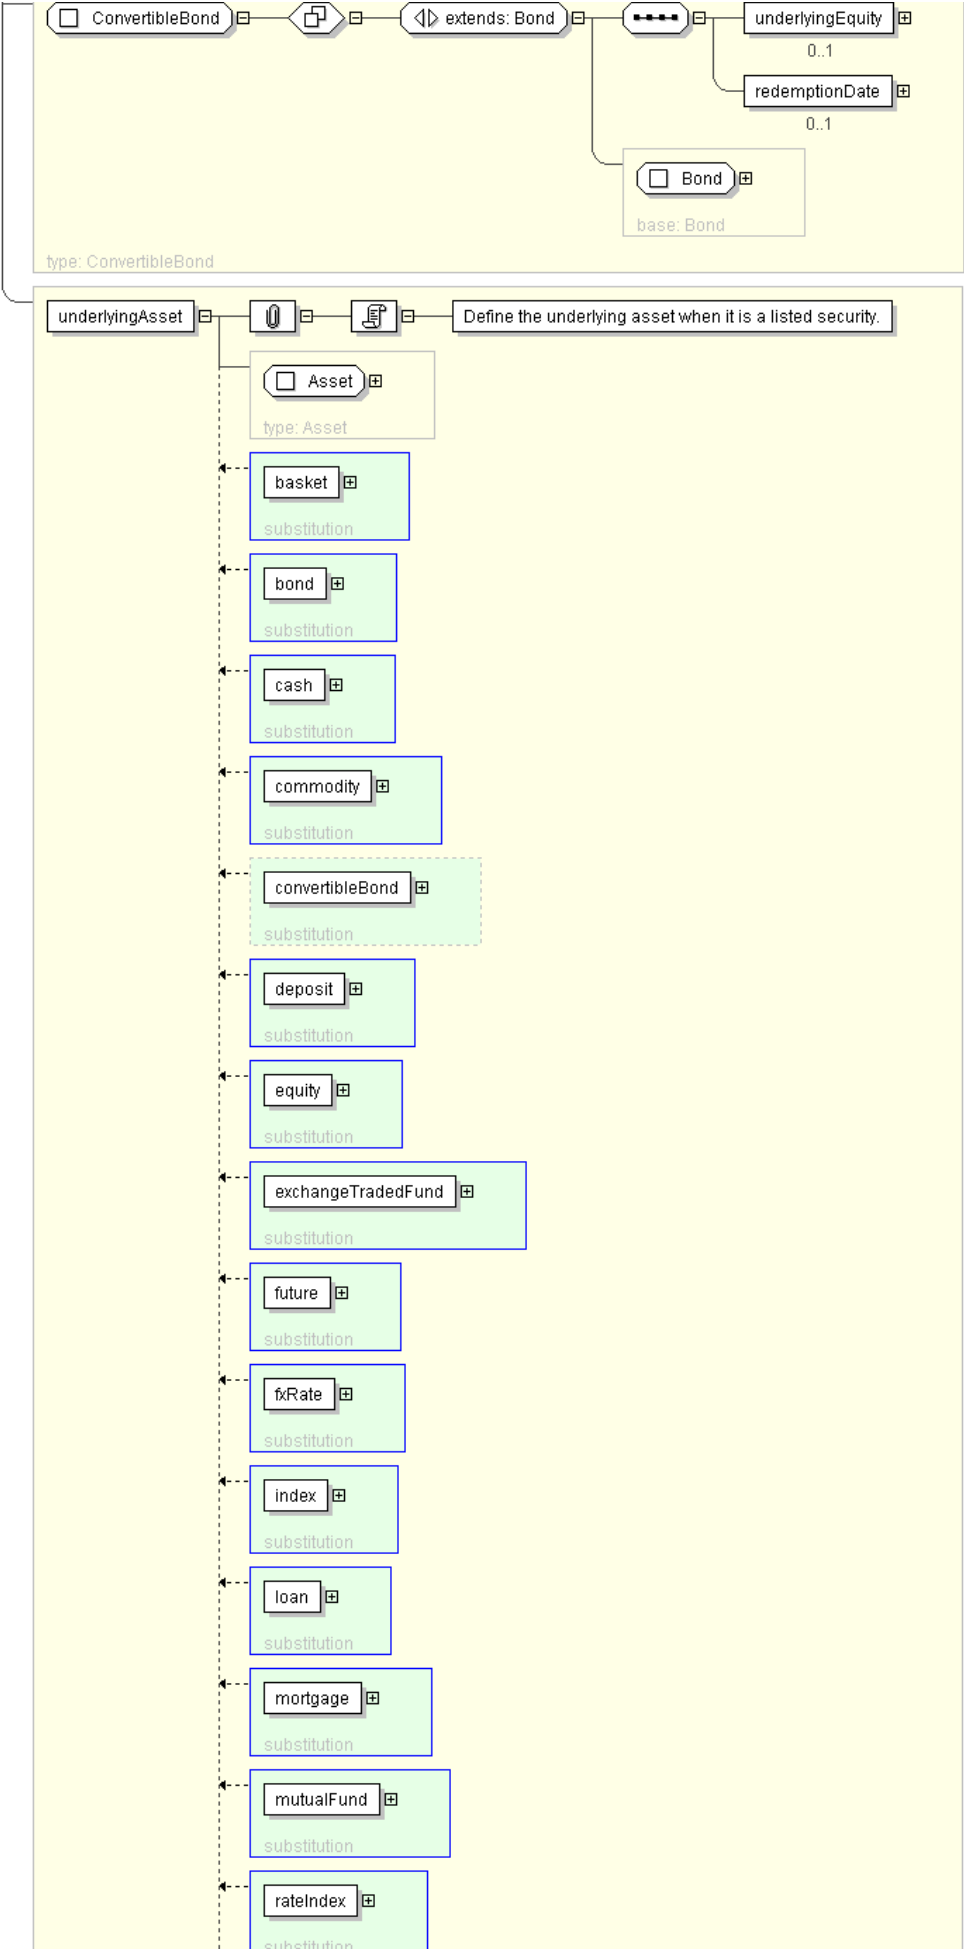 ConvertibleBond extends: Bond underlyingEquity
0..1
redemptionDate
0..1
Bond
base: Bond
type: ConvertibleBond
underlyingAsset Define the underlying asset when it is a listed security.
Asset
type: Asset
basket
substitution
bond
substitution
cash
substitution
commodity
substitution
convertibleBond
substitution
deposit
substitution
equity
substitution
exchangeTradedFund
substitution
future
substitution
fxRate
substitution
index
substitution
loan
substitution
mortgage
substitution
mutualFund
substitution
rateIndex
substitution